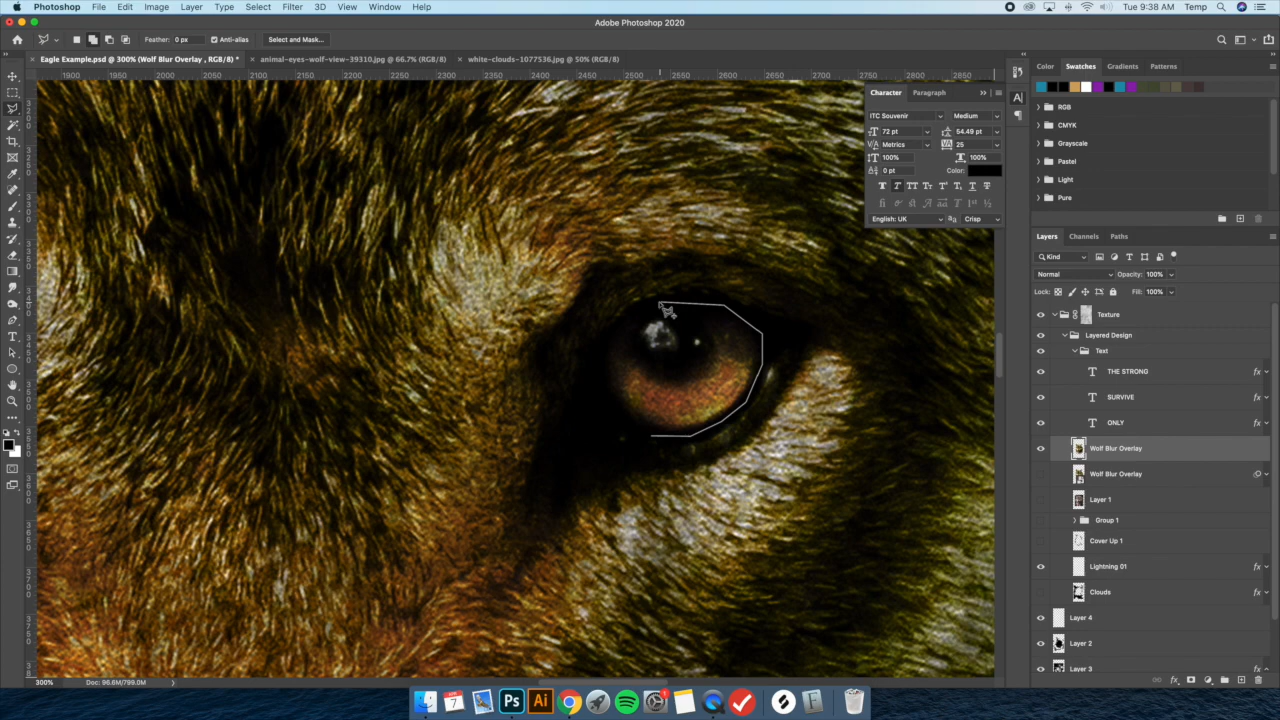 Photoshop File Edit Image Layer Type Select Filter 3D View Window Help Tue 9:38 AM Temp
Adobe Photoshop 2020
Feather: 0 px Anti-alias Select and Mask...
Eagle Example.psd @ 300% (Wolf Blur Overlay , RGB/8) * animal-eyes-wolf-view-39310.jpg @ 66.7% (RGB/8) white-clouds-1077536.jpg @ 50% (RGB/8)
1900 1950 2000 2050 2100 2150 2200 2250 2300 2350 2400 2450 2500 2550 2600 2650 2700 2750 2800 2850
Character Paragraph
ITC Souvenir Medium
72 pt 54.49 pt
Metrics 25
100% 100%
0 pt Color:
English: UK Crisp
Color Swatches Gradients Patterns
RGB
CMYK
Grayscale
Pastel
Light
Pure
Layers Channels Paths
Kind
Normal Opacity: 100%
Lock: Fill: 100%
Texture
Layered Design
Text
THE STRONG fx
SURVIVE fx
ONLY fx
Wolf Blur Overlay
Wolf Blur Overlay
Layer 1
Group 1
Cover Up 1
Lightning 01 fx
Clouds fx
Layer 4
Layer 2
Layer 3 fx
300% Doc: 96.6M/799.0M